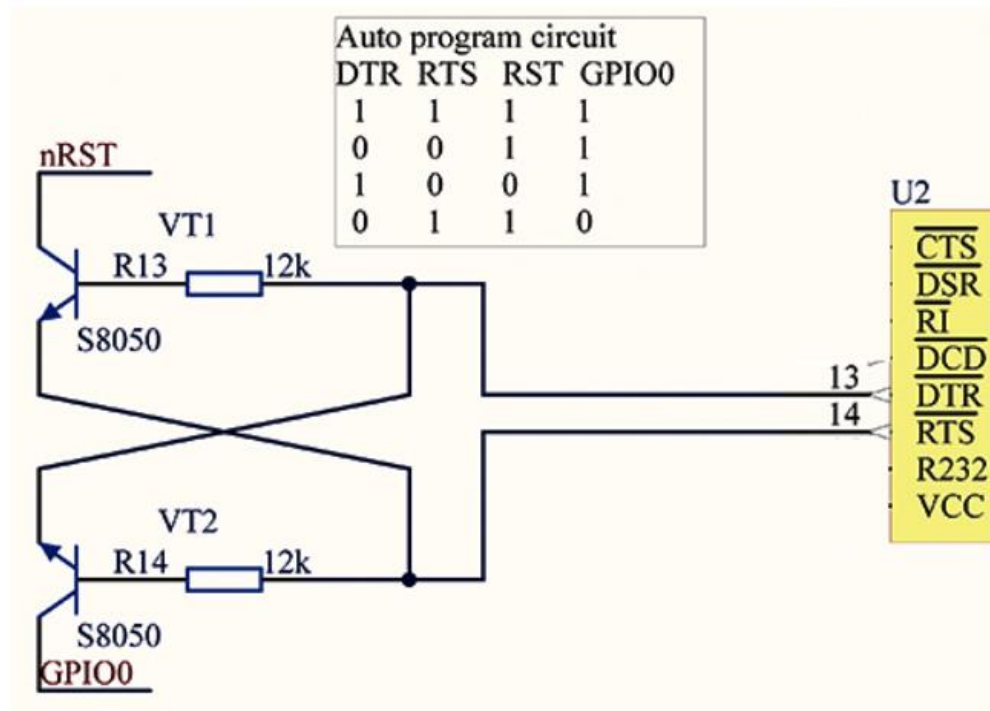 Auto program circuit
DTR RTS RST GPIO0
1 1 1 1
0 0 1 1
1 0 0 1
0 1 1 0
nRST
VT1
R13 12k
S8050
VT2
R14 12k
S8050
GPIO0
13
14
U2
CTS
DSR
RI
DCD
DTR
RTS
R232
VCC